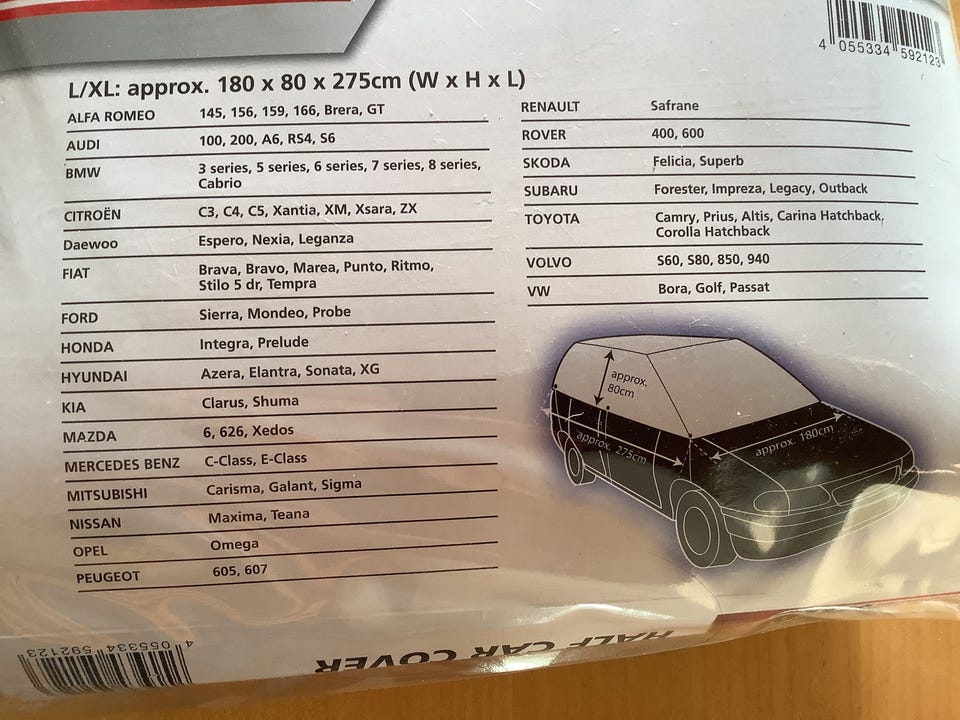 4 055334 592123
L/XL: approx. 180 x 80 x 275cm (W x H x L)
ALFA ROMEO 145, 156, 159, 166, Brera, GT
AUDI 100, 200, A6, RS4, S6
BMW 3 series, 5 series, 6 series, 7 series, 8 series,
Cabrio
CITROËN C3, C4, C5, Xantia, XM, Xsara, ZX
Daewoo Espero, Nexia, Leganza
FIAT Brava, Bravo, Marea, Punto, Ritmo,
Stilo 5 dr, Tempra
FORD Sierra, Mondeo, Probe
HONDA Integra, Prelude
HYUNDAI Azera, Elantra, Sonata, XG
KIA Clarus, Shuma
MAZDA 6, 626, Xedos
MERCEDES BENZ C-Class, E-Class
MITSUBISHI Carisma, Galant, Sigma
NISSAN Maxima, Teana
OPEL Omega
PEUGEOT 605, 607
RENAULT Safrane
ROVER 400, 600
SKODA Felicia, Superb
SUBARU Forester, Impreza, Legacy, Outback
TOYOTA Camry, Prius, Altis, Carina Hatchback,
Corolla Hatchback
VOLVO S60, S80, 850, 940
VW Bora, Golf, Passat
approx.
80cm
approx. 275cm
approx. 180cm
HALF CAR COVER
4 055334 592123